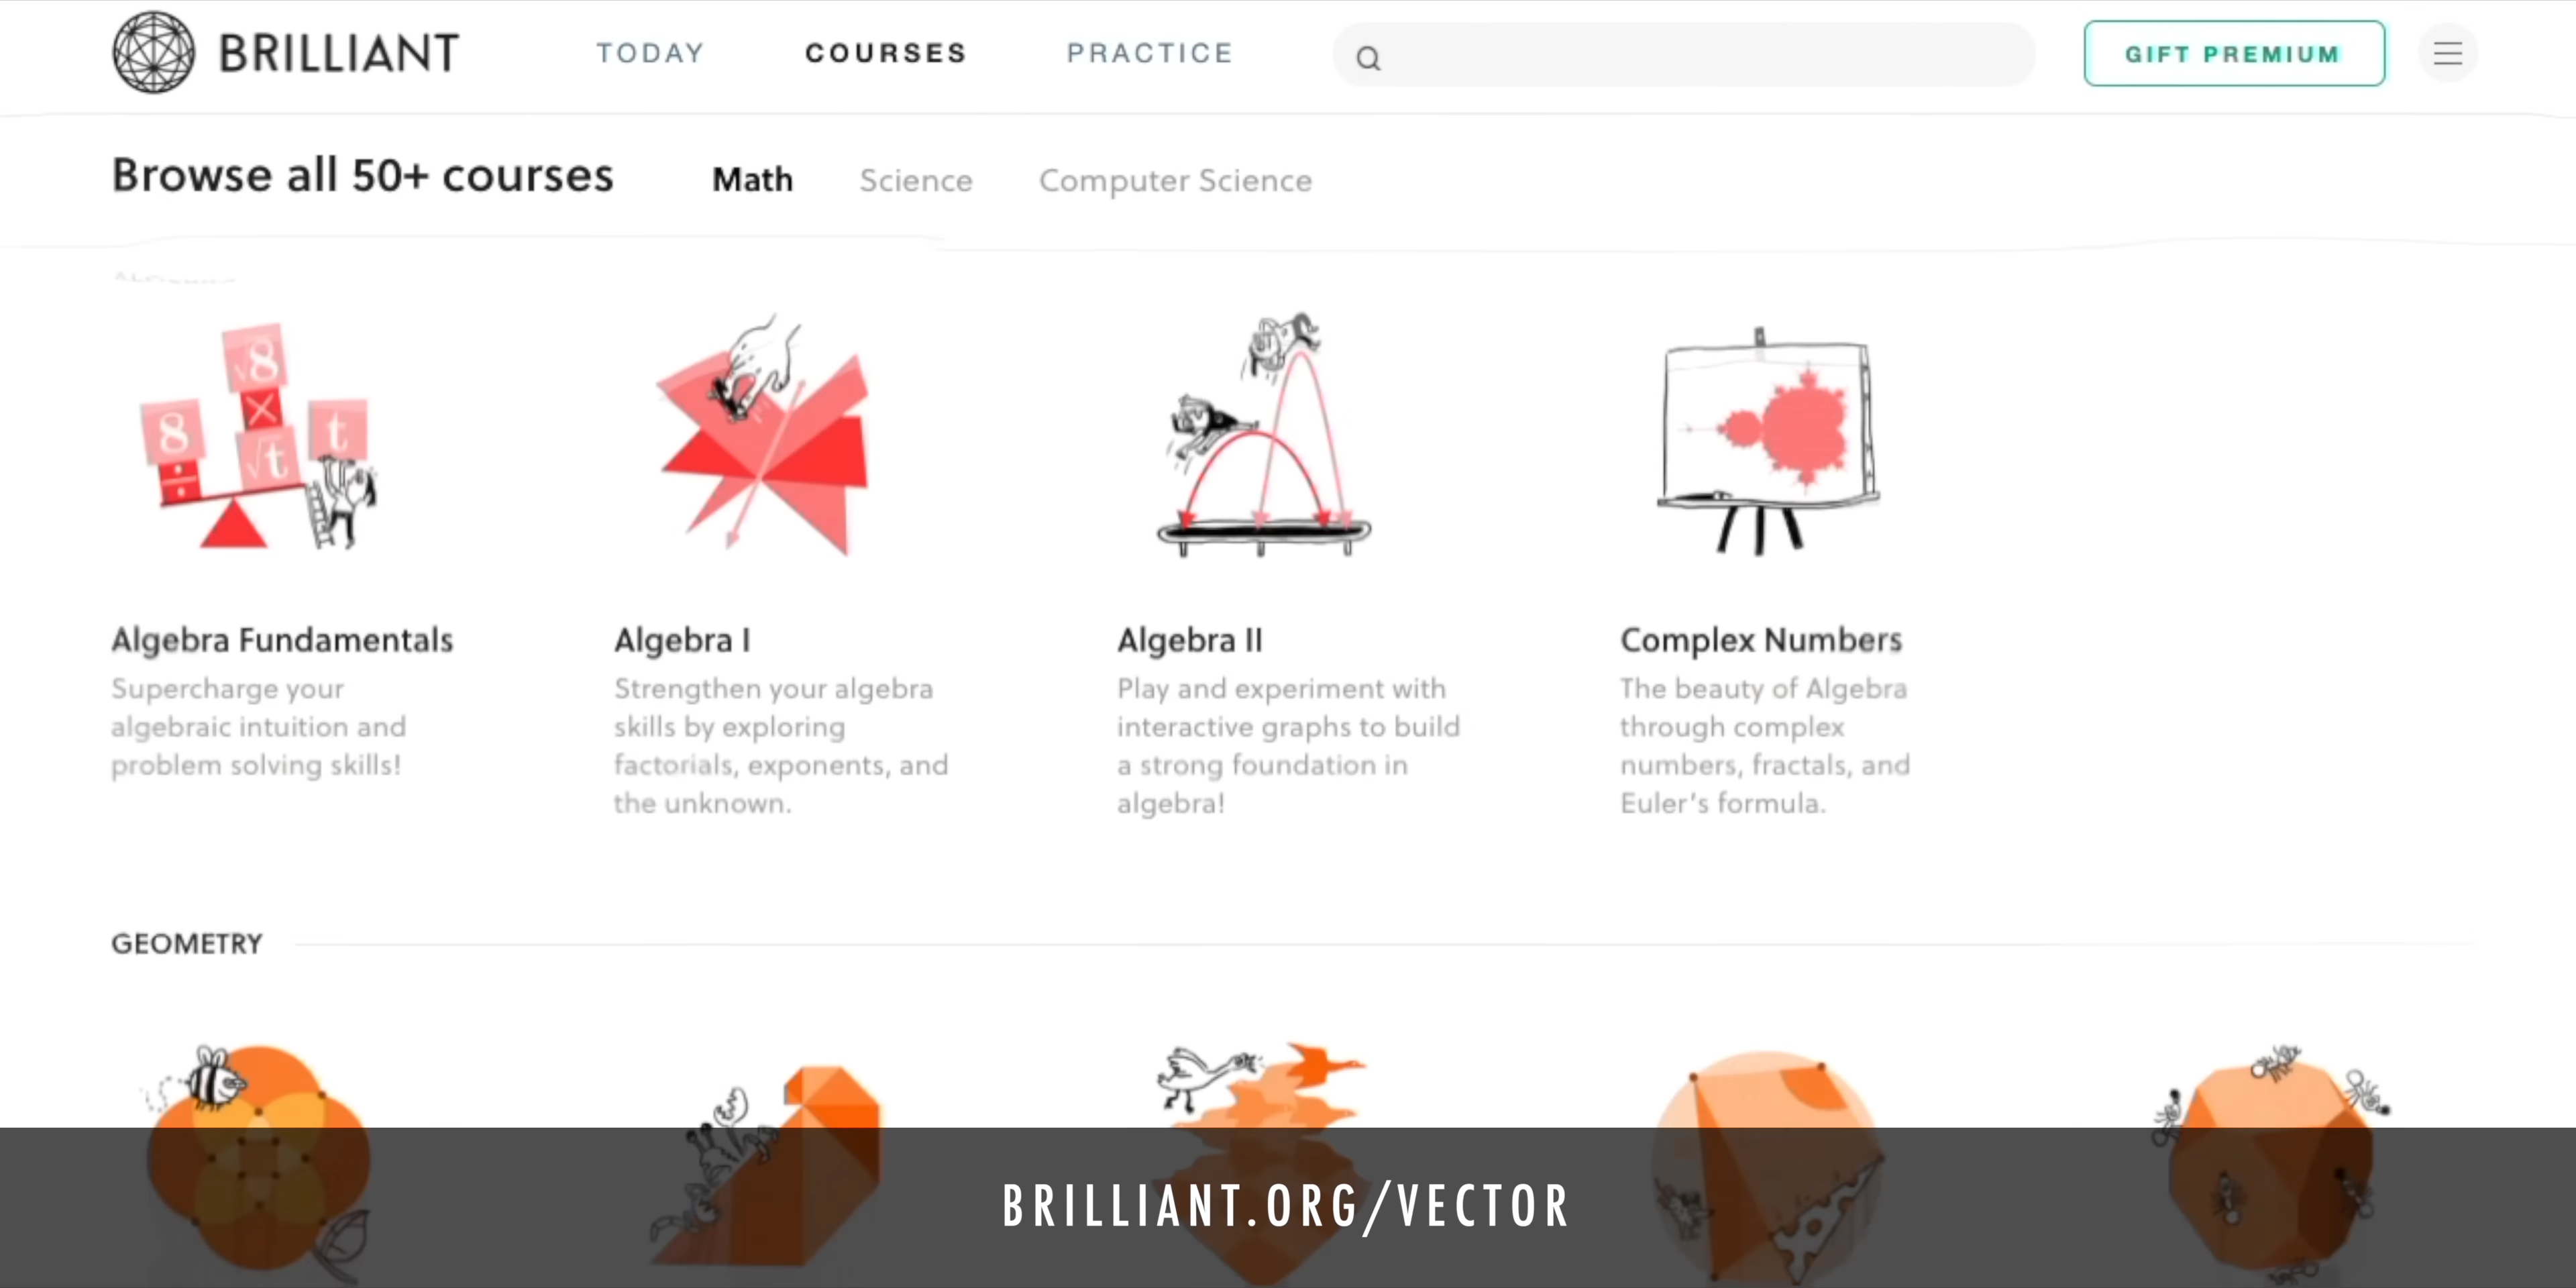 BRILLIANT
TODAY
COURSES
PRACTICE
GIFT PREMIUM
Browse all 50+ courses
Math
Science
Computer Science
√8
8
×
÷
√t
t
Algebra Fundamentals
Supercharge your
algebraic intuition and
problem solving skills!
Algebra I
Strengthen your algebra
skills by exploring
factorials, exponents, and
the unknown.
Algebra II
Play and experiment with
interactive graphs to build
a strong foundation in
algebra!
Complex Numbers
The beauty of Algebra
through complex
numbers, fractals, and
Euler's formula.
GEOMETRY
BRILLIANT.ORG/VECTOR